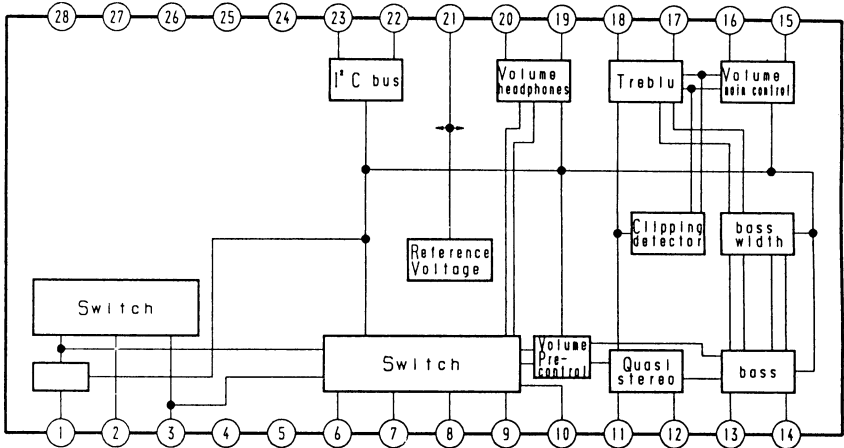 28 27 26 25 24 23 22 21 20 19 18 17 16 15
I²C bus
Volume
headphones
Treblu
Volume
main control
Reference
Voltage
Clipping
detector
bass
width
Switch
Switch
Volume
Pre-
control
Quasi
stereo
bass
1 2 3 4 5 6 7 8 9 10 11 12 13 14